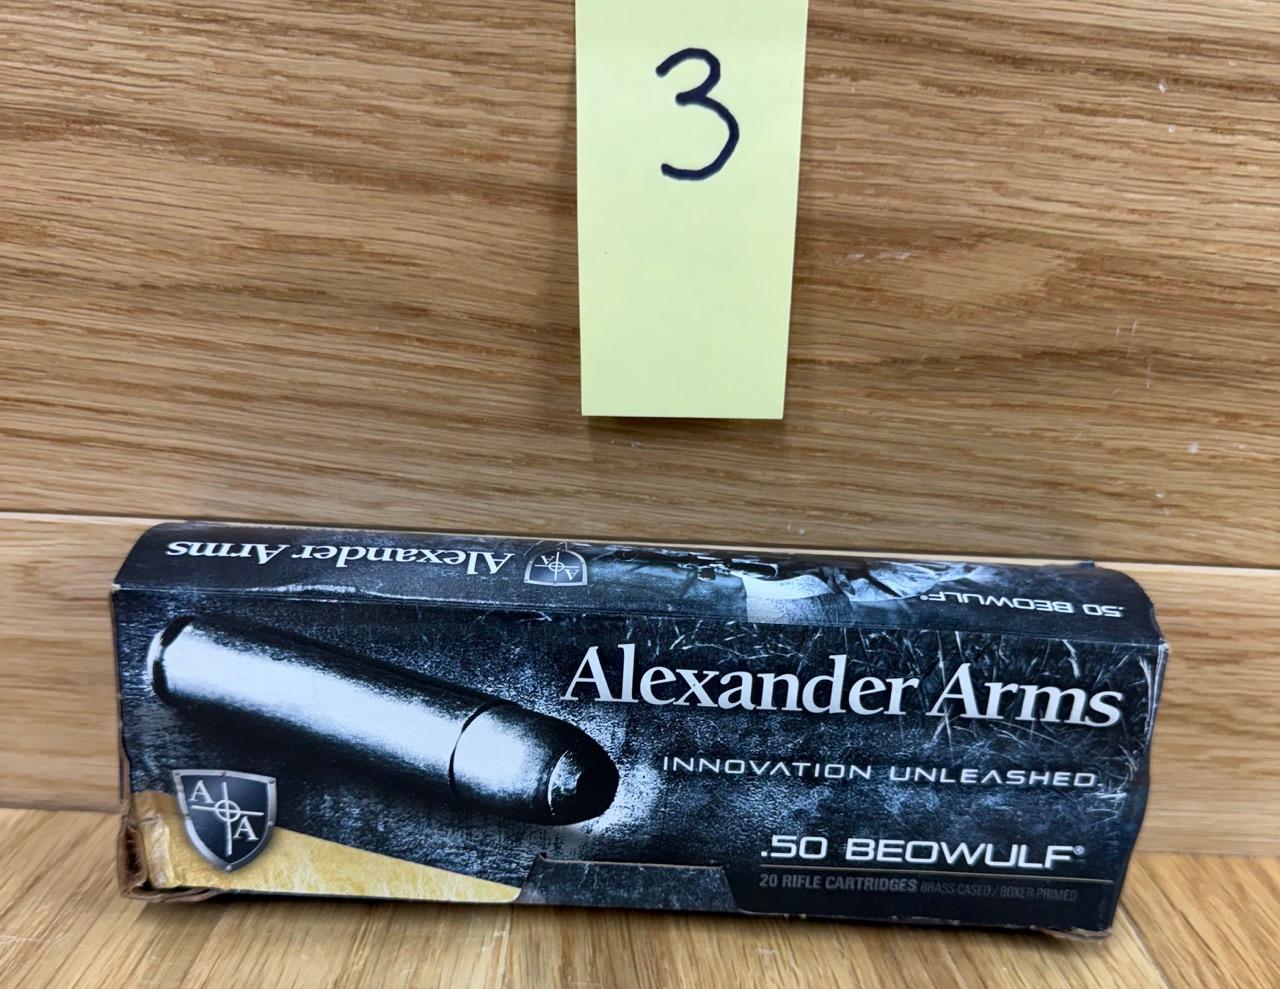 3
Alexander Arms
A
A
.50 BEOWULF®
Alexander Arms
INNOVATION UNLEASHED
A
A
.50 BEOWULF®
20 RIFLE CARTRIDGES BRASS CASED / BOXER-PRIMED